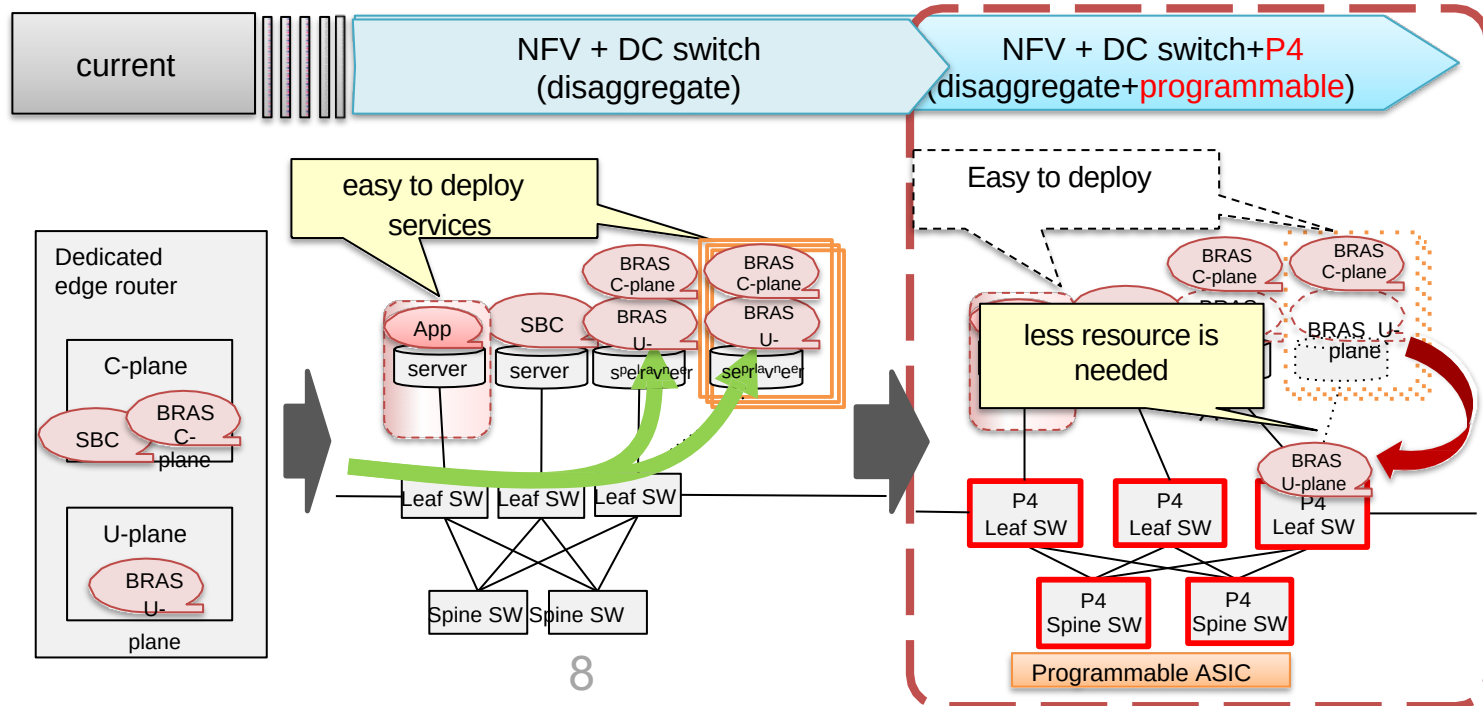 current
NFV + DC switch
(disaggregate)
NFV + DC switch+P4
(disaggregate+programmable)
easy to deploy
services
Easy to deploy
Dedicated
edge router
C-plane
SBC
BRAS
C-
plane
U-plane
BRAS
U-
plane
App
server
SBC
server
BRAS
C-plane
BRAS
U-
BRAS
C-plane
BRAS
U-
Leaf SW
Leaf SW
Leaf SW
Spine SW
Spine SW
8
BRAS
C-plane
BRAS
C-plane
less resource is
needed
BRAS U-
plane
BRAS
U-plane
P4
Leaf SW
P4
Leaf SW
P4
Leaf SW
P4
Spine SW
P4
Spine SW
Programmable ASIC